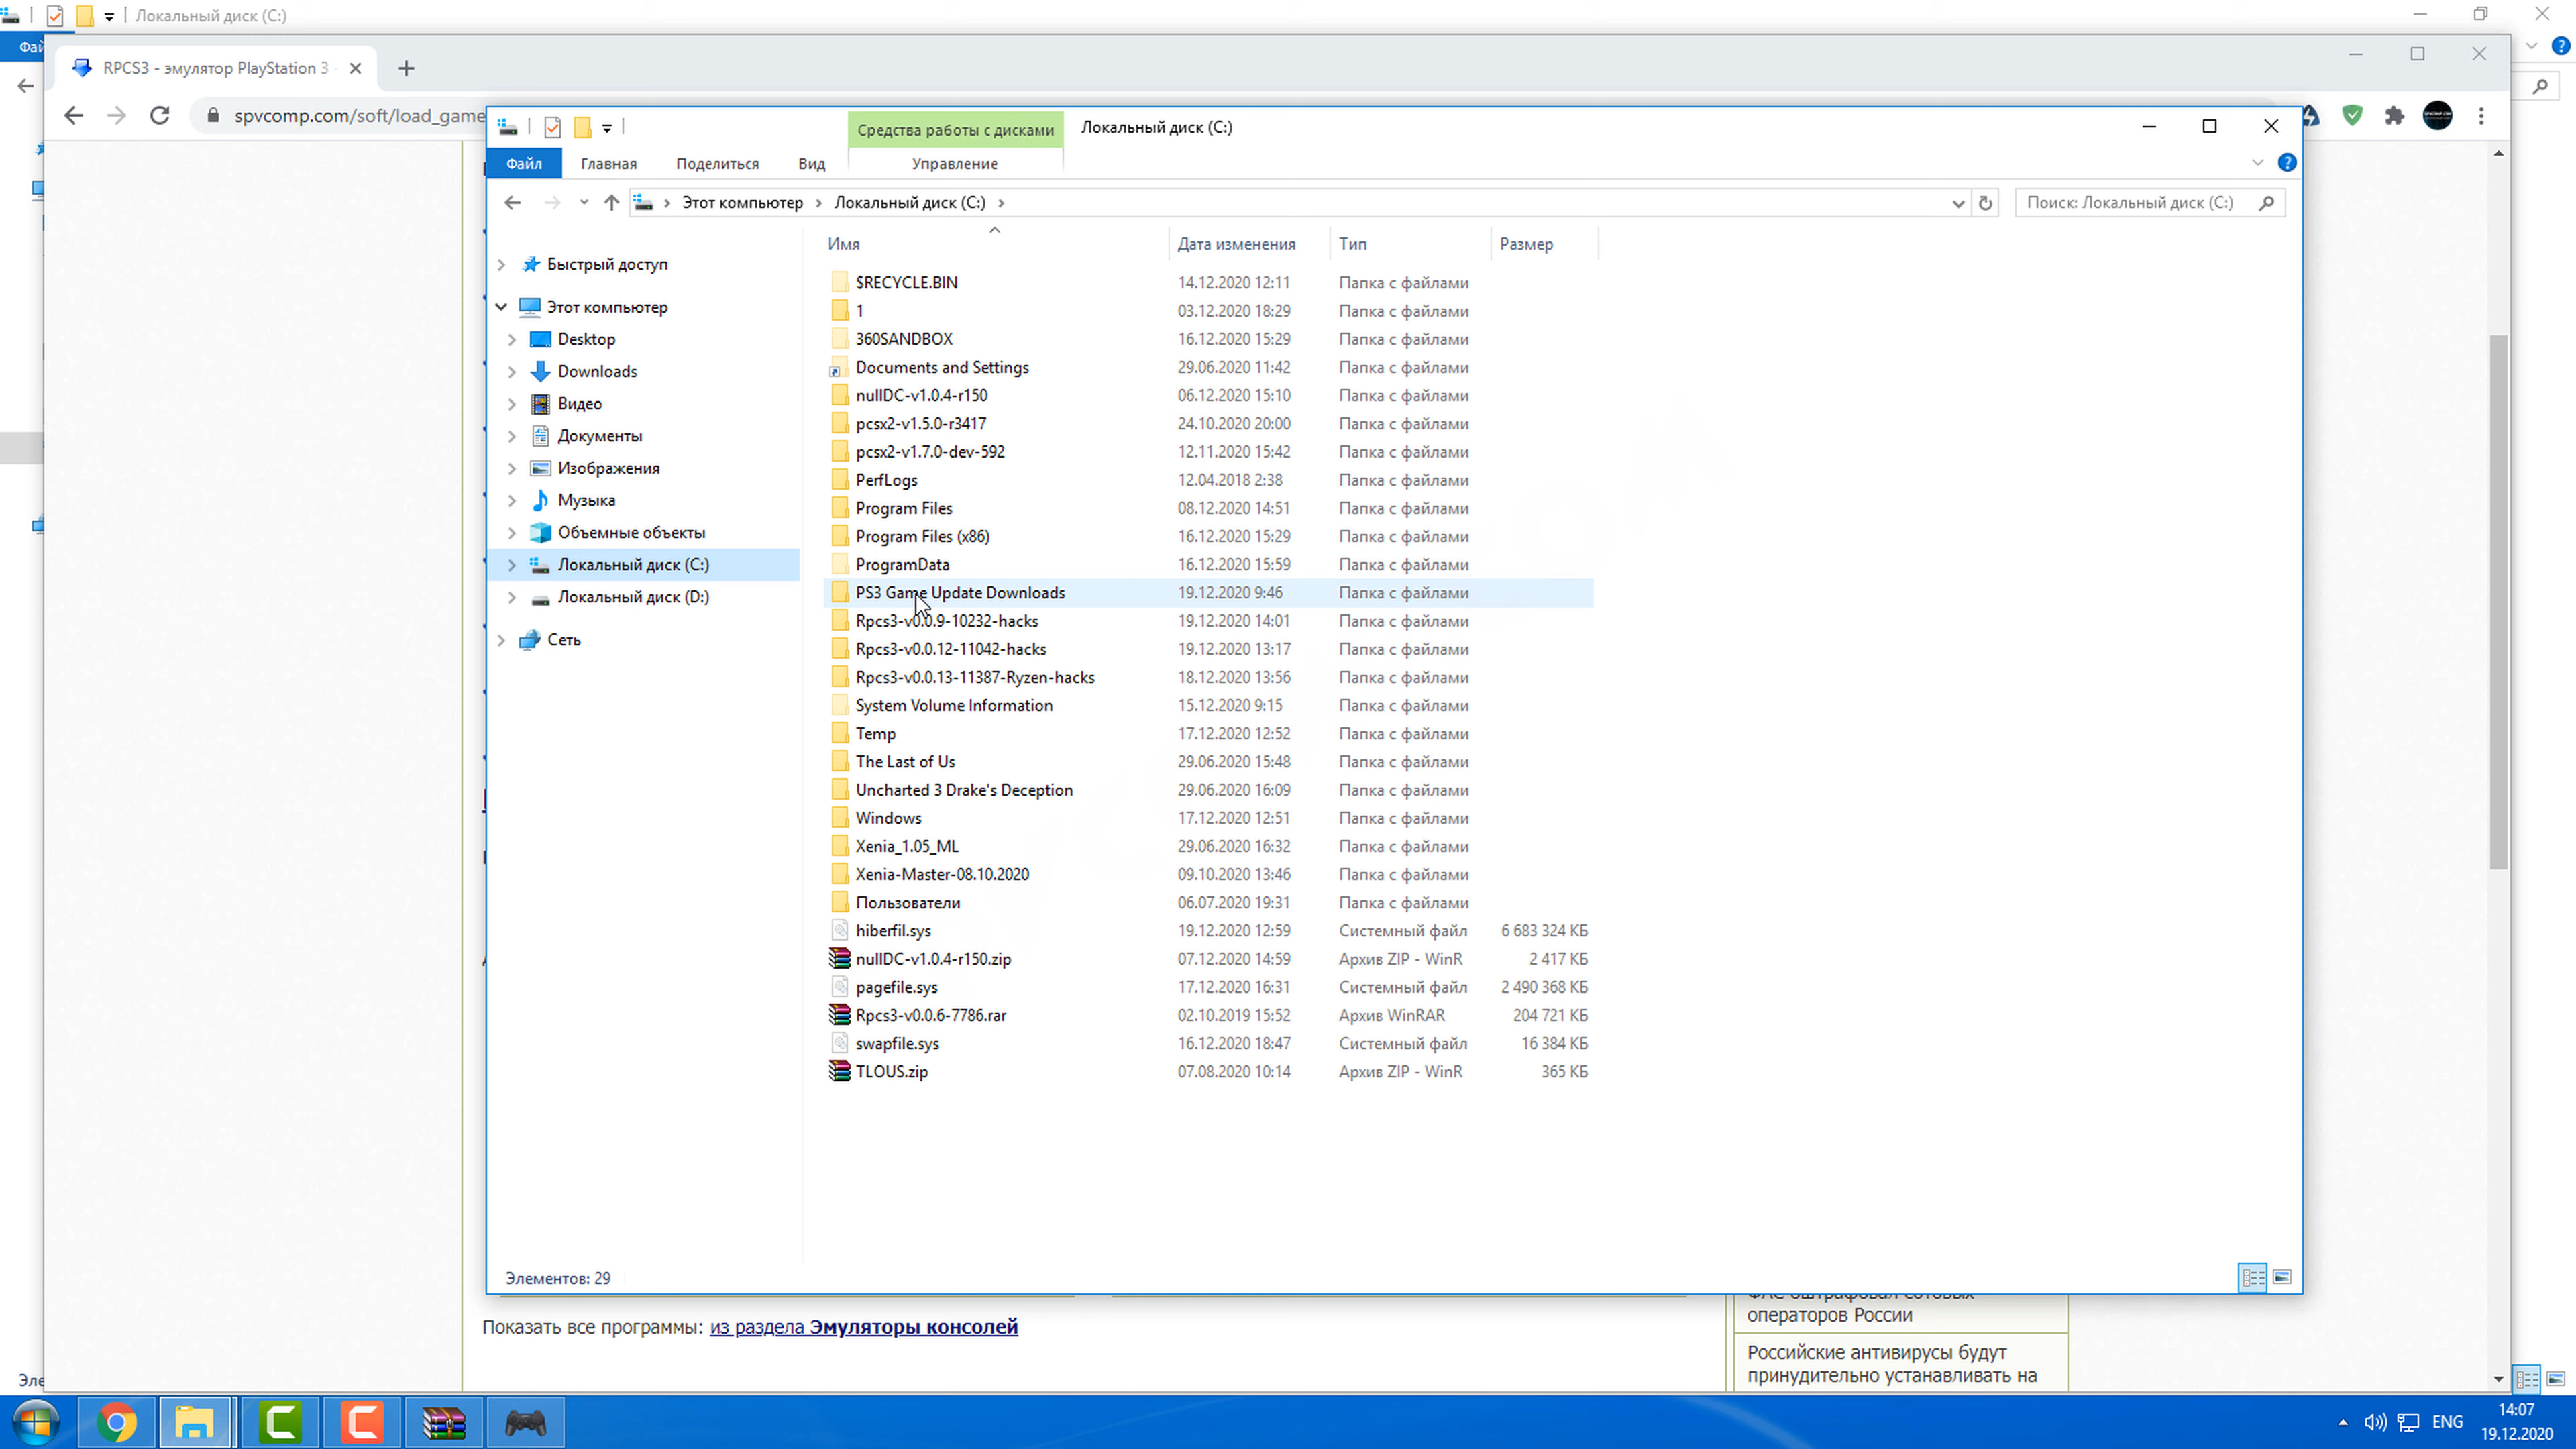 Локальный диск (C:)
Фай
RPCS3 - эмулятор PlayStation 3
spvcomp.com/soft/load_game
Средства работы с дисками
Локальный диск (C:)
Файл
Главная
Поделиться
Вид
Управление
Этот компьютер
Локальный диск (C:)
Поиск: Локальный диск (C:)
Имя
Дата изменения
Тип
Размер
Быстрый доступ
Этот компьютер
Desktop
Downloads
Видео
Документы
Изображения
Музыка
Объемные объекты
Локальный диск (C:)
Локальный диск (D:)
Сеть
$RECYCLE.BIN 14.12.2020 12:11 Папка с файлами
1 03.12.2020 18:29 Папка с файлами
360SANDBOX 16.12.2020 15:29 Папка с файлами
Documents and Settings 29.06.2020 11:42 Папка с файлами
nullDC-v1.0.4-r150 06.12.2020 15:10 Папка с файлами
pcsx2-v1.5.0-r3417 24.10.2020 20:00 Папка с файлами
pcsx2-v1.7.0-dev-592 12.11.2020 15:42 Папка с файлами
PerfLogs 12.04.2018 2:38 Папка с файлами
Program Files 08.12.2020 14:51 Папка с файлами
Program Files (x86) 16.12.2020 15:29 Папка с файлами
ProgramData 16.12.2020 15:59 Папка с файлами
PS3 Game Update Downloads 19.12.2020 9:46 Папка с файлами
Rpcs3-v0.0.9-10232-hacks 19.12.2020 14:01 Папка с файлами
Rpcs3-v0.0.12-11042-hacks 19.12.2020 13:17 Папка с файлами
Rpcs3-v0.0.13-11387-Ryzen-hacks 18.12.2020 13:56 Папка с файлами
System Volume Information 15.12.2020 9:15 Папка с файлами
Temp 17.12.2020 12:52 Папка с файлами
The Last of Us 29.06.2020 15:48 Папка с файлами
Uncharted 3 Drake's Deception 29.06.2020 16:09 Папка с файлами
Windows 17.12.2020 12:51 Папка с файлами
Xenia_1.05_ML 29.06.2020 16:32 Папка с файлами
Xenia-Master-08.10.2020 09.10.2020 13:46 Папка с файлами
Пользователи 06.07.2020 19:31 Папка с файлами
hiberfil.sys 19.12.2020 12:59 Системный файл 6 683 324 КБ
nullDC-v1.0.4-r150.zip 07.12.2020 14:59 Архив ZIP - WinR 2 417 КБ
pagefile.sys 17.12.2020 16:31 Системный файл 2 490 368 КБ
Rpcs3-v0.0.6-7786.rar 02.10.2019 15:52 Архив WinRAR 204 721 КБ
swapfile.sys 16.12.2020 18:47 Системный файл 16 384 КБ
TLOUS.zip 07.08.2020 10:14 Архив ZIP - WinR 365 КБ
Элементов: 29
Показать все программы: из раздела Эмуляторы консолей
операторов России
Российские антивирусы будут
принудительно устанавливать на
Эле
ENG
14:07
19.12.2020